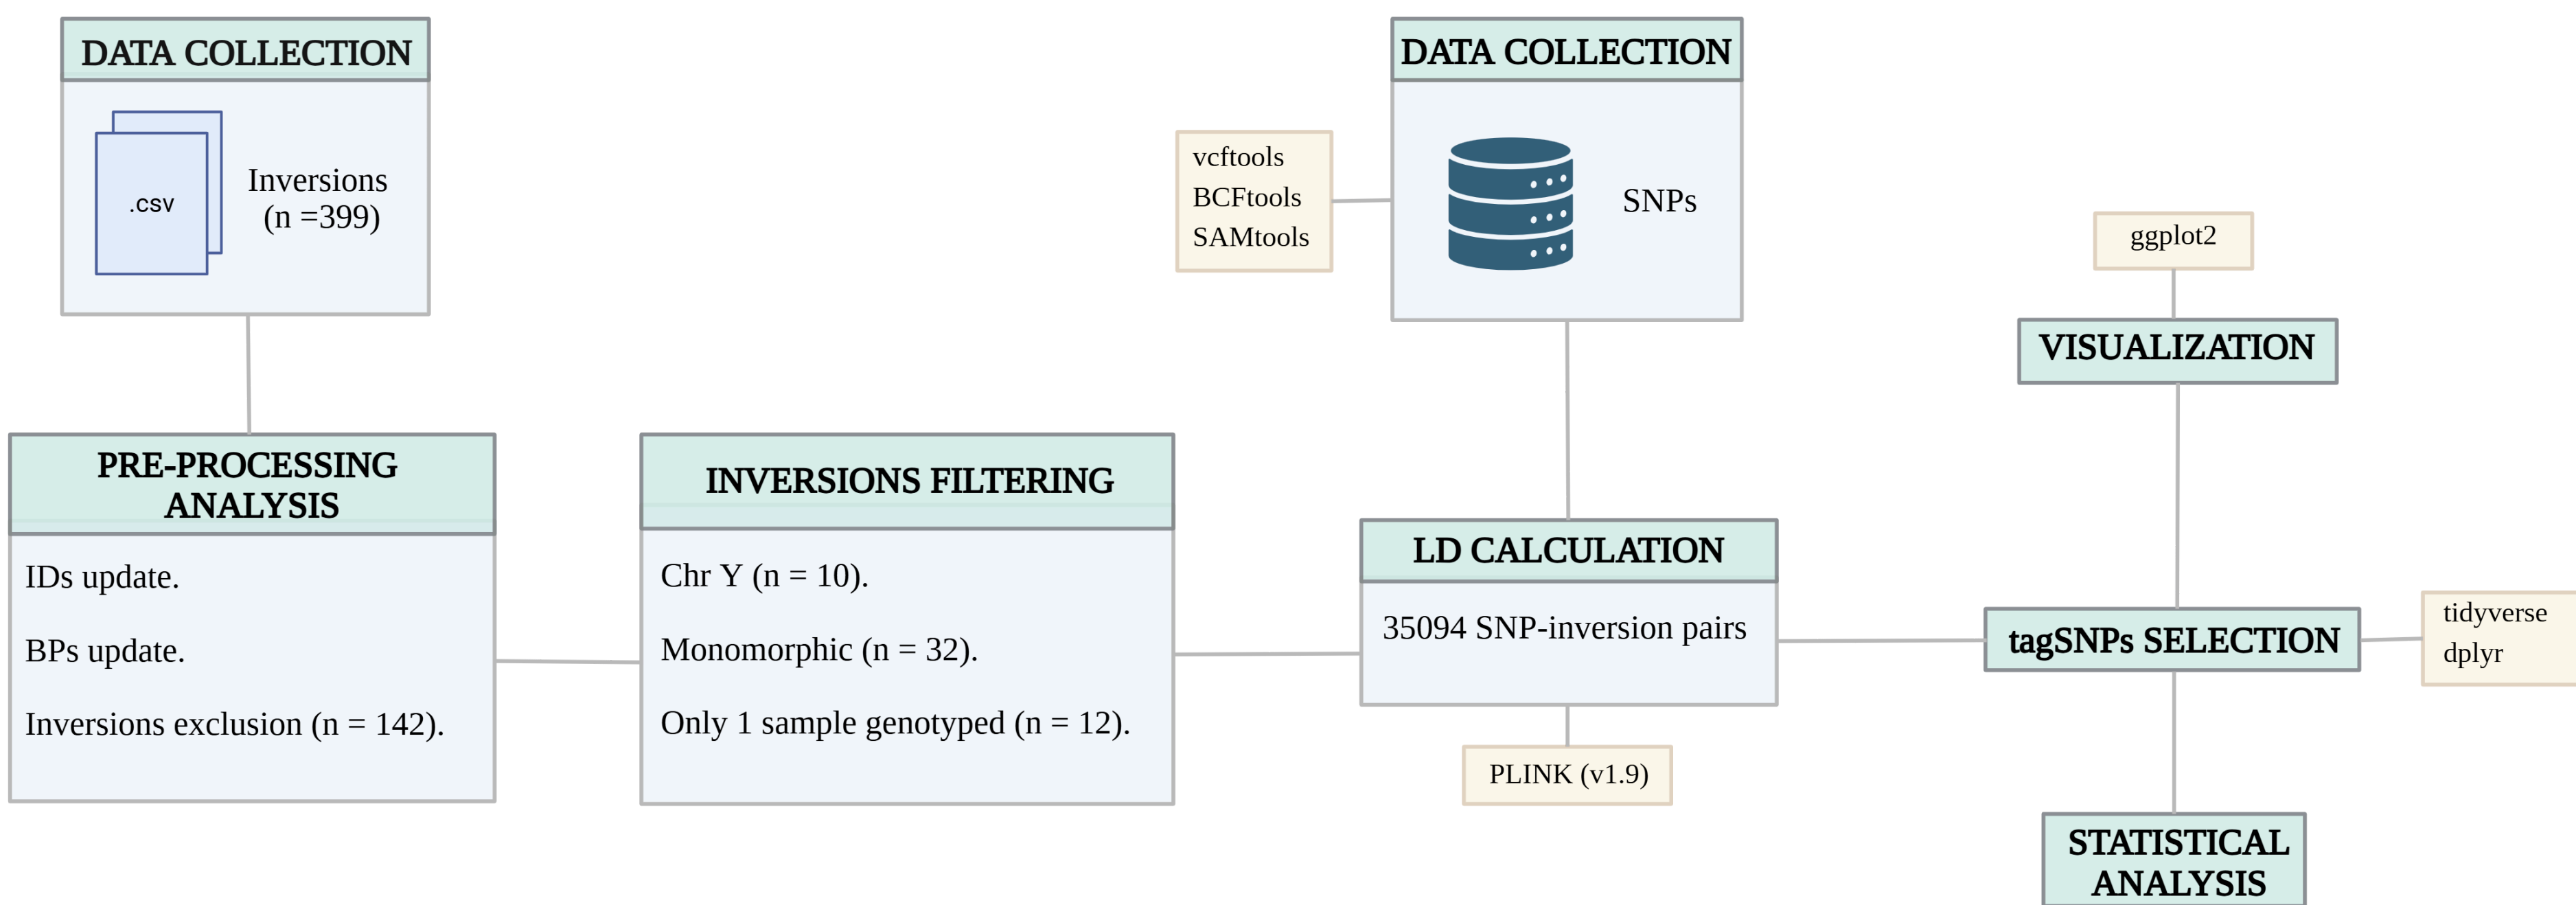 DATA COLLECTION
.csv
Inversions
(n =399)
PRE-PROCESSING
ANALYSIS
IDs update.
BPs update.
Inversions exclusion (n = 142).
INVERSIONS FILTERING
Chr Y (n = 10).
Monomorphic (n = 32).
Only 1 sample genotyped (n = 12).
DATA COLLECTION
SNPs
vcftools
BCFtools
SAMtools
LD CALCULATION
35094 SNP-inversion pairs
PLINK (v1.9)
ggplot2
VISUALIZATION
tagSNPs SELECTION
tidyverse
dplyr
STATISTICAL
ANALYSIS